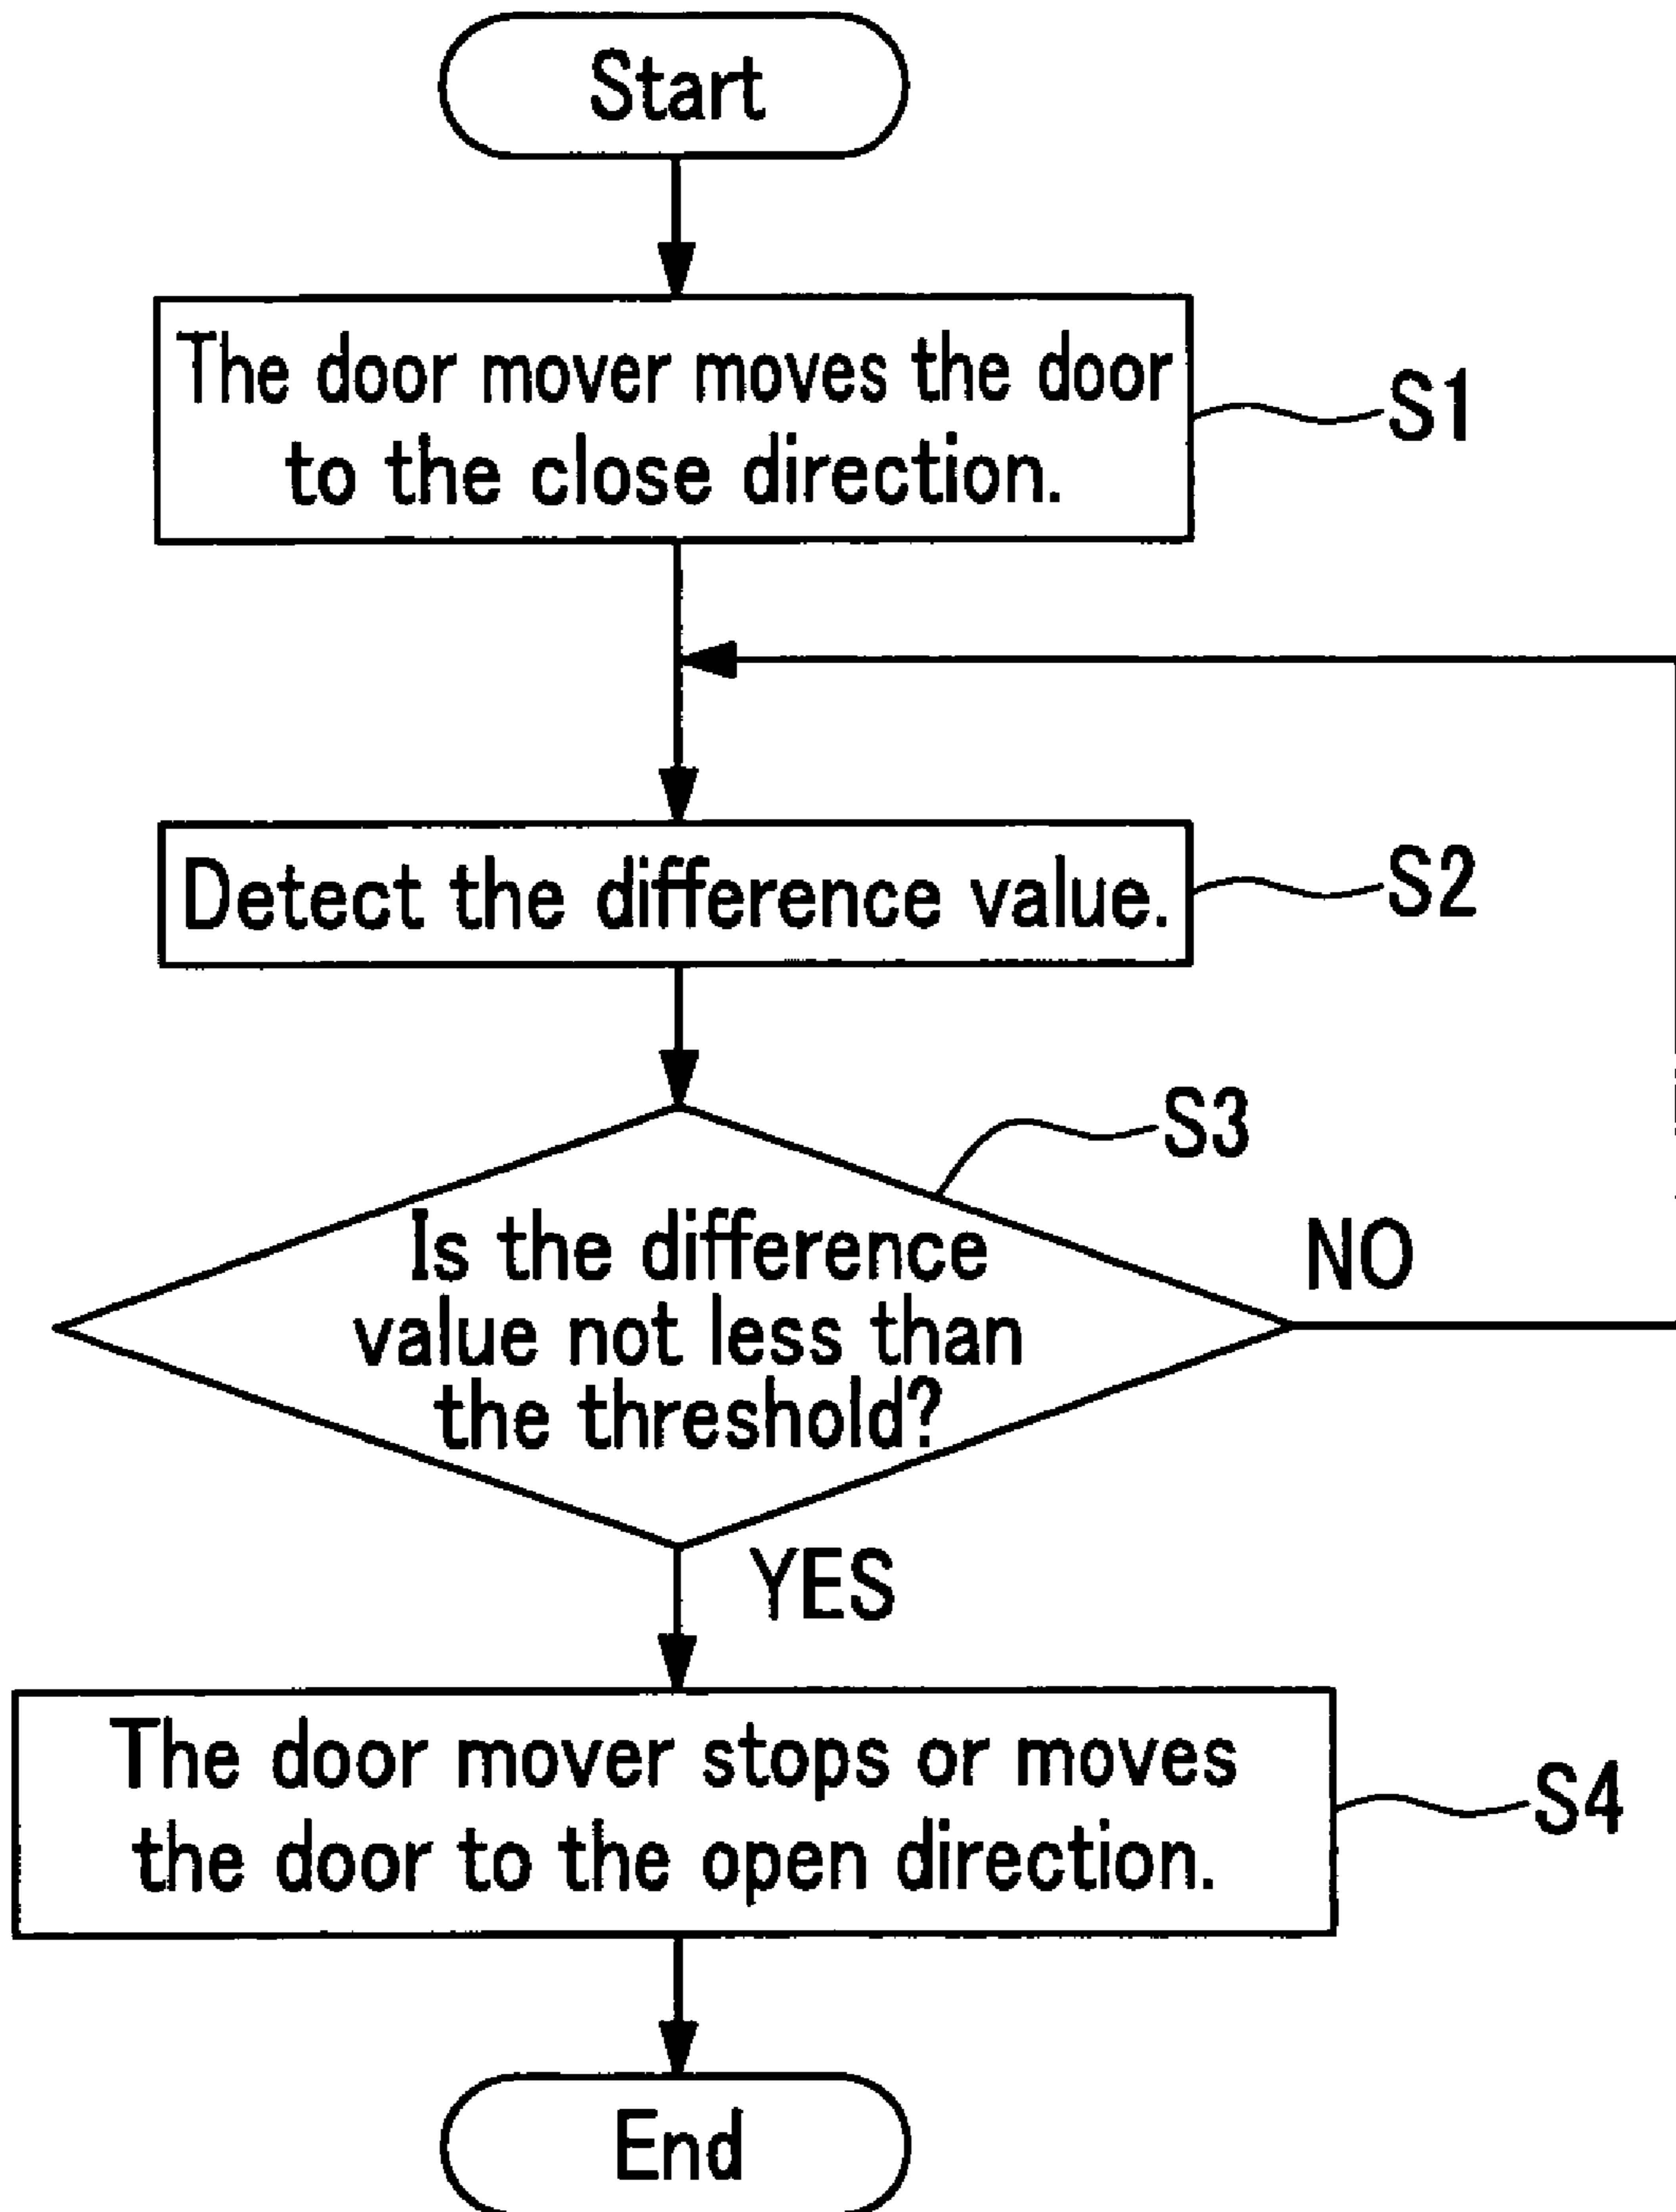 Start
The door mover moves the door
to the close direction.
S1
Detect the difference value.
S2
S3
Is the difference
value not less than
the threshold?
NO
YES
The door mover stops or moves
the door to the open direction.
S4
End